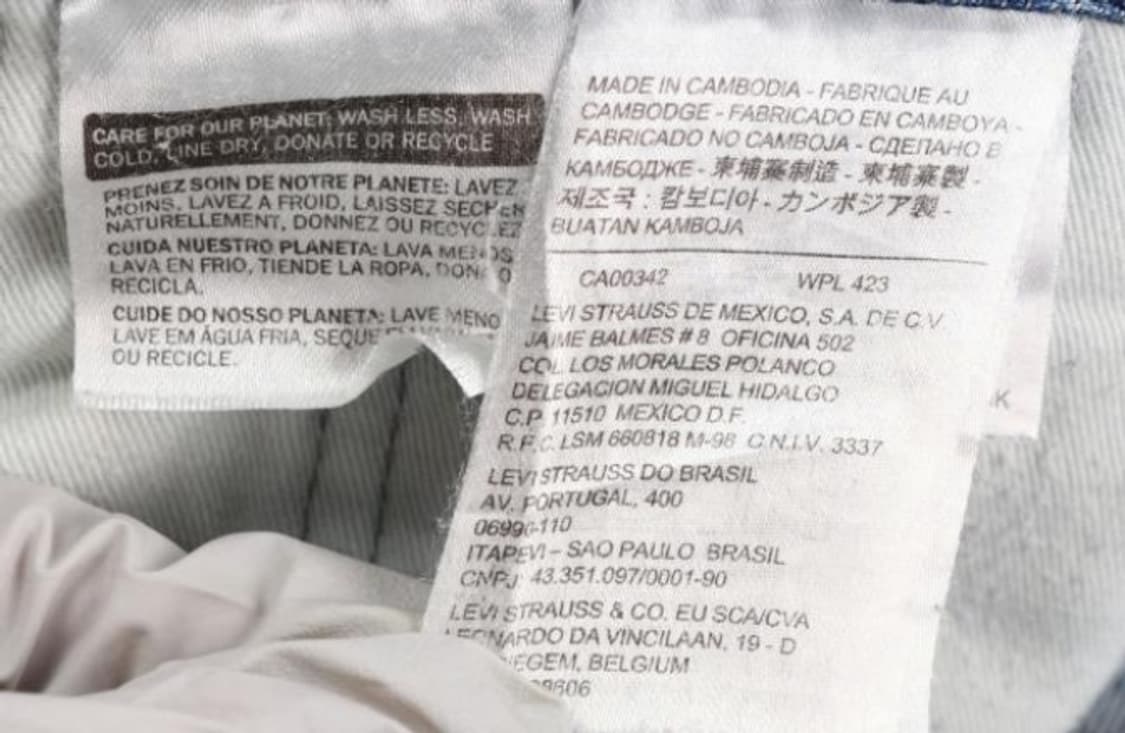 CARE FOR OUR PLANET: WASH LESS, WASH
COLD, LINE DRY, DONATE OR RECYCLE
PRENEZ SOIN DE NOTRE PLANETE: LAVEZ
MOINS, LAVEZ A FROID, LAISSEZ SECHER
NATURELLEMENT, DONNEZ OU RECYCLEZ
CUIDA NUESTRO PLANETA: LAVA MENOS
LAVA EN FRIO, TIENDE LA ROPA, DONA O
RECICLA.
CUIDE DO NOSSO PLANETA: LAVE MENO
LAVE EM ÁGUA FRIA, SEQUE
OU RECICLE.
MADE IN CAMBODIA - FABRIQUE AU
CAMBODGE - FABRICADO EN CAMBOYA -
FABRICADO NO CAMBOJA - СДЕЛАНО В
КАМБОДЖЕ - 柬埔寨制造 - 柬埔寨製 -
제조국 : 캄보디아 - カンボジア製 -
BUATAN KAMBOJA
CA00342 WPL 423
LEVI STRAUSS DE MEXICO, S.A. DE C.V.
JAIME BALMES # 8 OFICINA 502
COL. LOS MORALES POLANCO
DELEGACION MIGUEL HIDALGO
C.P. 11510 MEXICO D.F.
R.F.C. LSM 660818 M-98 C.N.I.V. 3337
LEVI STRAUSS DO BRASIL
AV. PORTUGAL, 400
06996-110
ITAPEVI – SAO PAULO BRASIL
CNPJ 43.351.097/0001-90
LEVI STRAUSS & CO. EU SCA/CVA
LEONARDO DA VINCILAAN, 19 - D
IEGEM, BELGIUM
K